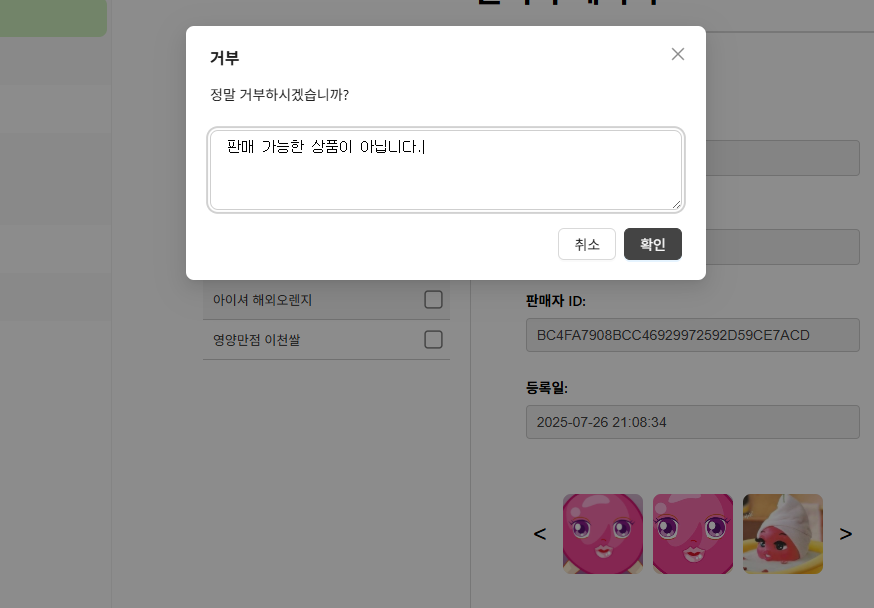 거부
정말 거부하시겠습니까?
판매 가능한 상품이 아닙니다.
취소
확인
아이셔 해외오렌지
영양만점 이천쌀
판매자 ID:
BC4FA7908BCC46929972592D59CE7ACD
등록일:
2025-07-26 21:08:34
<
>